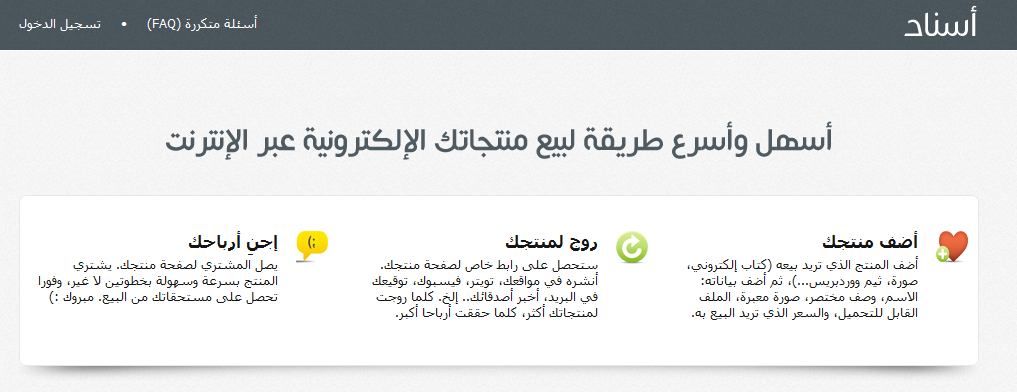 أسناد
أسئلة متكررة (FAQ) • تسجيل الدخول
أسهل وأسرع طريقة لبيع منتجاتك الإلكترونية عبر الإنترنت
أضف منتجك
أضف المنتج الذي تريد بيعه (كتاب إلكتروني،
صورة، ثيم ووردبريس...)، ثم أضف بياناته:
الاسم، وصف مختصر، صورة معبرة، الملف
القابل للتحميل، والسعر الذي تريد البيع به.
روج لمنتجك
ستحصل على رابط خاص لصفحة منتجك.
أنشره في مواقعك، تويتر، فيسبوك، توقيعك
في البريد، أخبر أصدقائك.. إلخ. كلما روجت
لمنتجاتك أكثر، كلما حققت أرباحا أكبر.
;)
إجنِ أرباحك
يصل المشتري لصفحة منتجك. يشتري
المنتج بسرعة وسهولة بخطوتين لا غير، وفورا
تحصل على مستحقاتك من البيع. مبروك :)